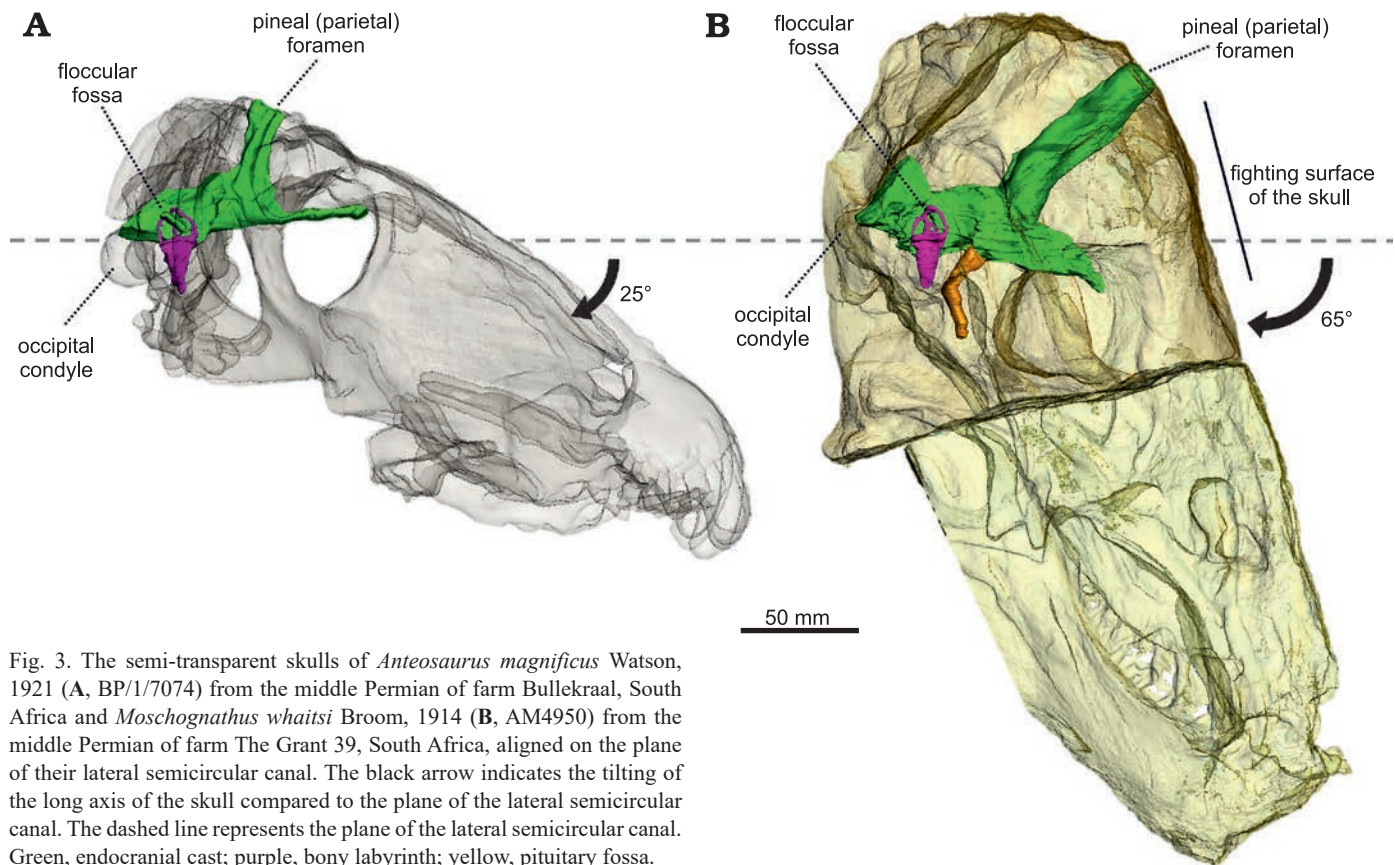 A
pineal (parietal)
foramen
floccular
fossa
occipital
condyle
25°
B
floccular
fossa
pineal (parietal)
foramen
fighting surface
of the skull
occipital
condyle
65°
50 mm
Fig. 3. The semi-transparent skulls of Anteosaurus magnificus Watson,
1921 (A, BP/1/7074) from the middle Permian of farm Bullekraal, South
Africa and Moschognathus whaitsi Broom, 1914 (B, AM4950) from the
middle Permian of farm The Grant 39, South Africa, aligned on the plane
of their lateral semicircular canal. The black arrow indicates the tilting of
the long axis of the skull compared to the plane of the lateral semicircular
canal. The dashed line represents the plane of the lateral semicircular canal.
Green, endocranial cast; purple, bony labyrinth; yellow, pituitary fossa.